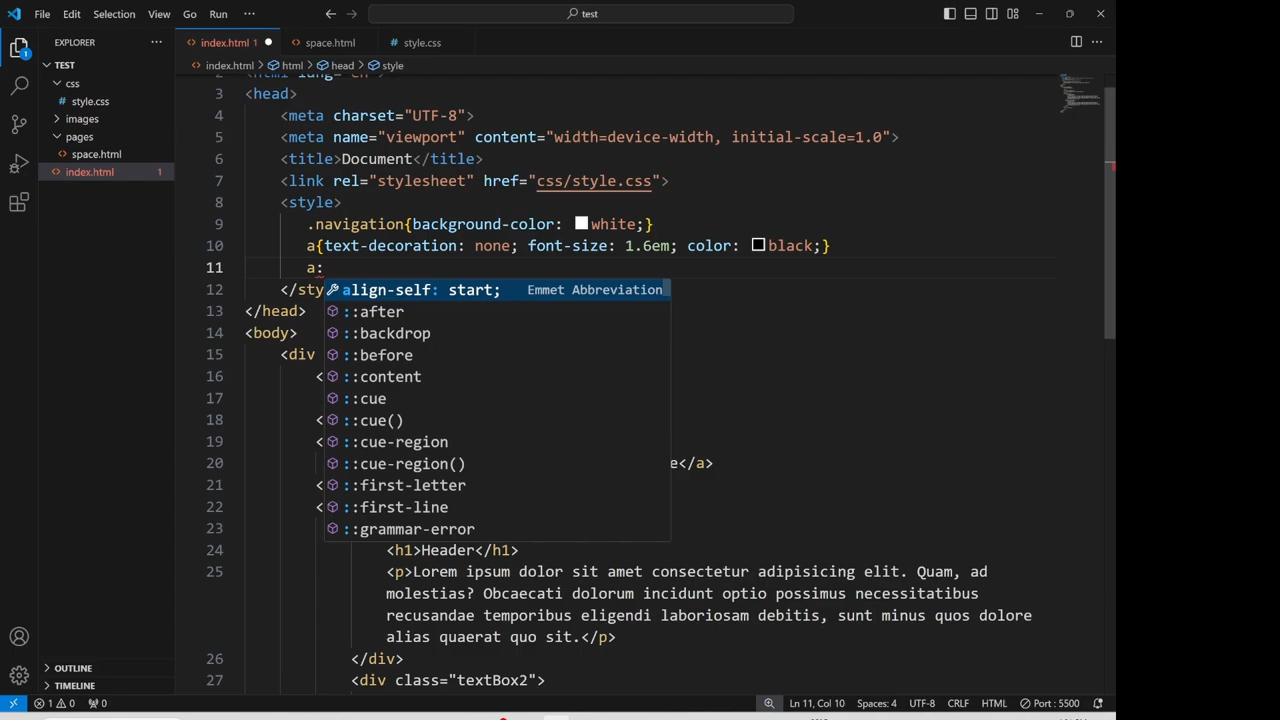 File Edit Selection View Go Run ··· test
EXPLORER ···
TEST
css
style.css
images
pages
space.html
index.html 1
OUTLINE
TIMELINE
1
index.html 1 space.html style.css
index.html > html > head > style
3 <head>
4 <meta charset="UTF-8">
5 <meta name="viewport" content="width=device-width, initial-scale=1.0">
6 <title>Document</title>
7 <link rel="stylesheet" href="css/style.css">
8 <style>
9 .navigation{background-color: white;}
10 a{text-decoration: none; font-size: 1.6em; color: black;}
11 a:
12 </sty
align-self: start; Emmet Abbreviation
::after
::backdrop
::before
::content
::cue
::cue()
::cue-region
::cue-region()
::first-letter
::first-line
::grammar-error
13 </head>
14 <body>
15 <div
16 <
17
18 <
19 <
20 e</a>
21 <
22 <
23
24 <h1>Header</h1>
25 <p>Lorem ipsum dolor sit amet consectetur adipisicing elit. Quam, ad
molestias? Obcaecati dolorum incidunt optio possimus necessitatibus
recusandae temporibus eligendi laboriosam debitis, sunt minus quos dolore
alias quaerat quo sit.</p>
26 </div>
27 <div class="textBox2">
1 0 0 Ln 11, Col 10 Spaces: 4 UTF-8 CRLF HTML Port : 5500